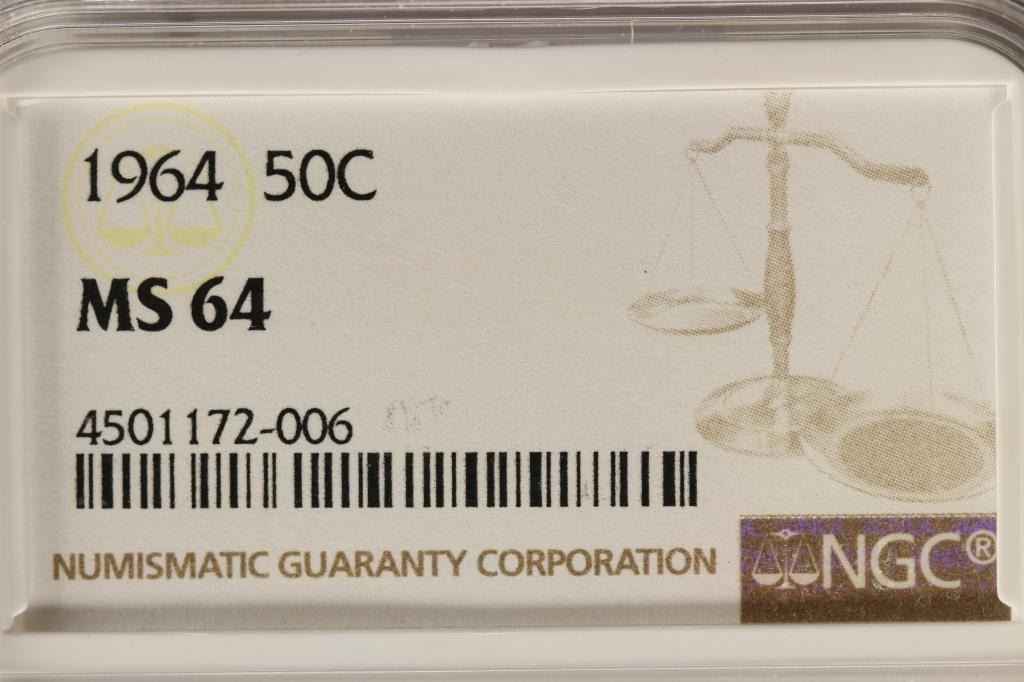 1964 50C
MS 64
4501172-006
NUMISMATIC GUARANTY CORPORATION
NGC®